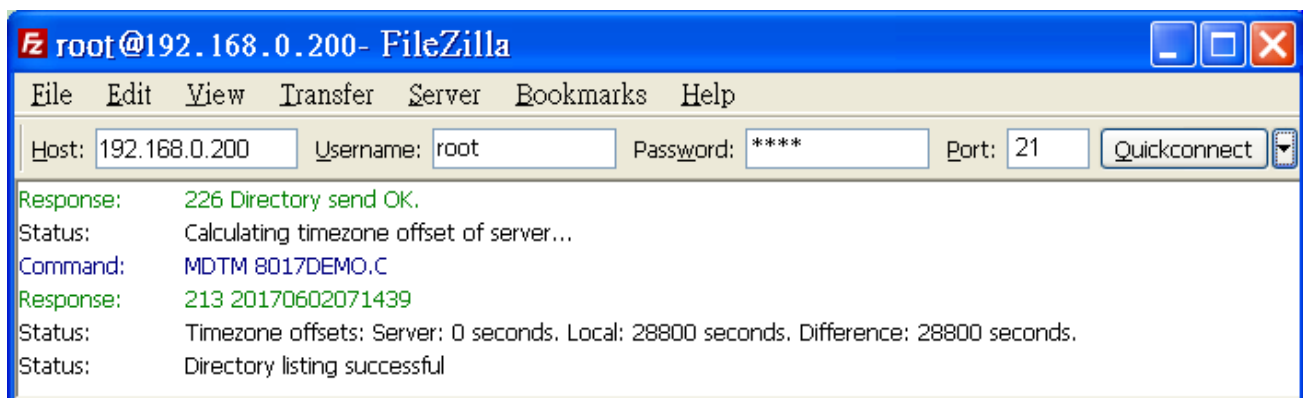 Fz root@192.168.0.200- FileZilla
File Edit View Transfer Server Bookmarks Help
Host: 192.168.0.200 Username: root Password: **** Port: 21 Quickconnect
Response: 226 Directory send OK.
Status: Calculating timezone offset of server...
Command: MDTM 8017DEMO.C
Response: 213 20170602071439
Status: Timezone offsets: Server: 0 seconds. Local: 28800 seconds. Difference: 28800 seconds.
Status: Directory listing successful